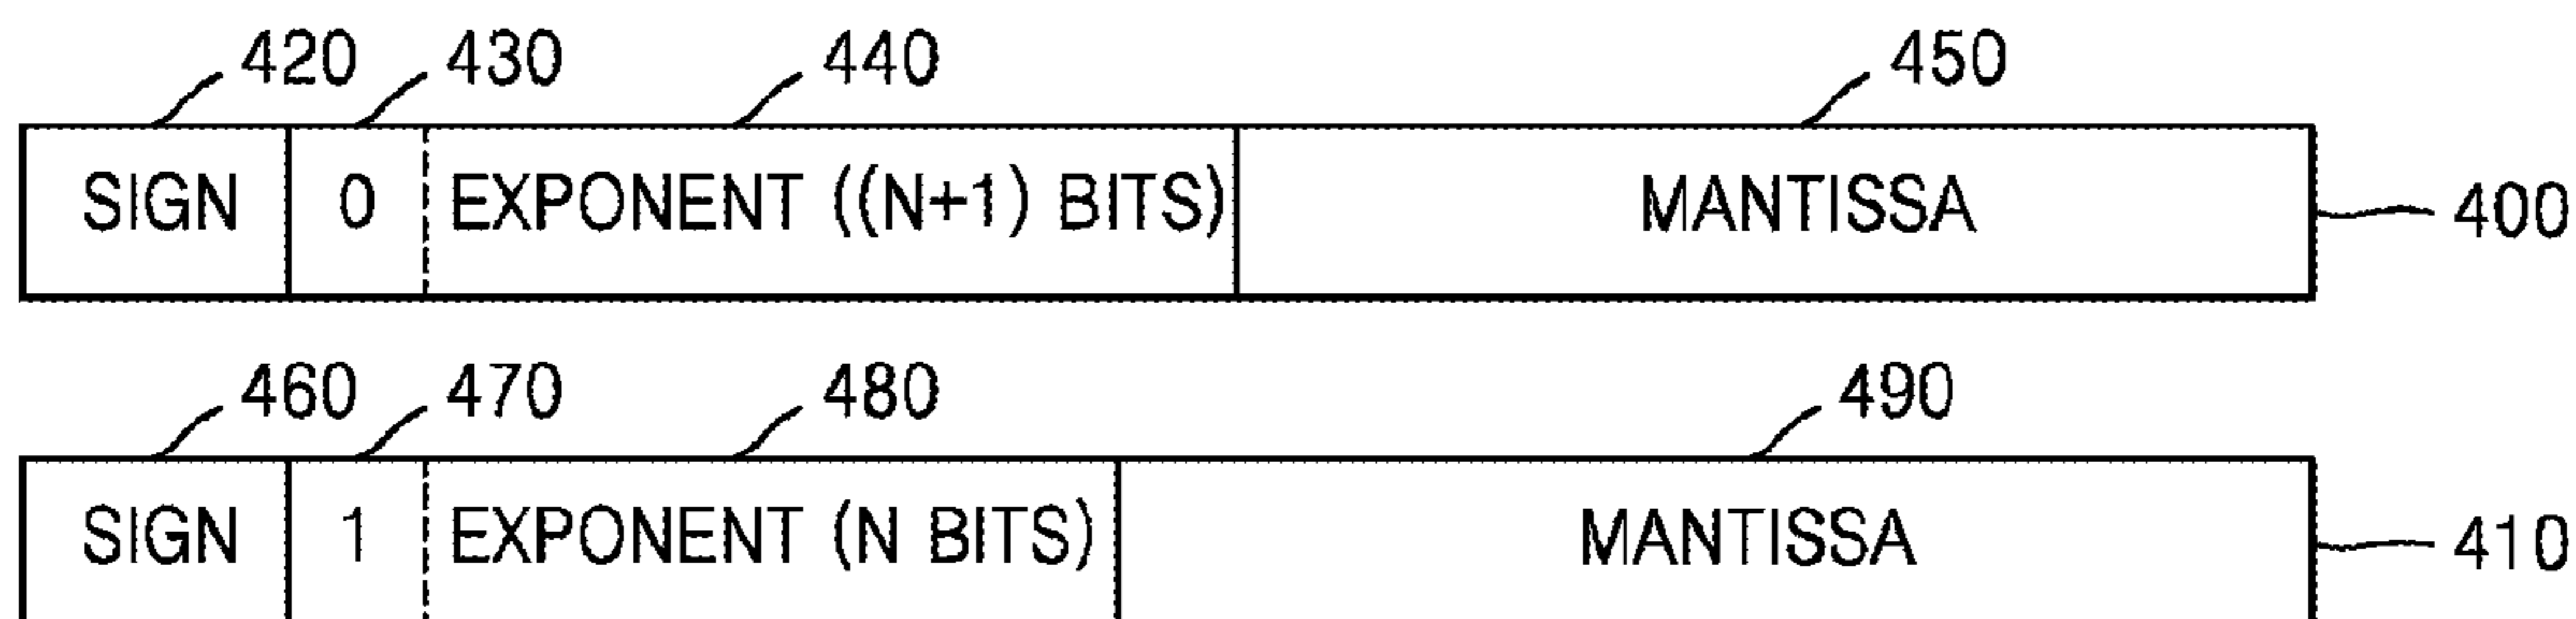 420 430 440 450
SIGN 0 EXPONENT ((N+1) BITS) MANTISSA 400
460 470 480 490
SIGN 1 EXPONENT (N BITS) MANTISSA 410